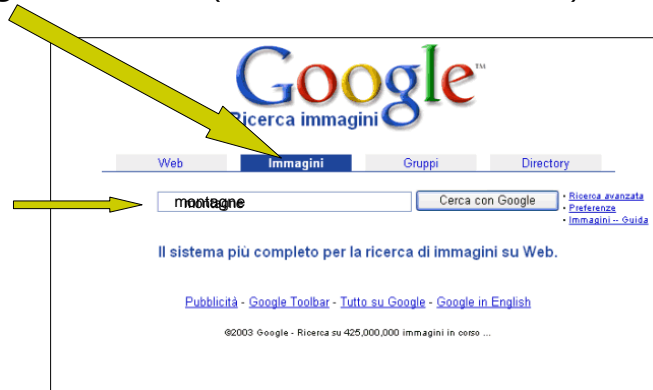 Google™
Ricerca immagini
Web Immagini Gruppi Directory
montagne Cerca con Google
• Ricerca avanzata
• Preferenze
• Immagini -- Guida
Il sistema più completo per la ricerca di immagini su Web.
Pubblicità - Google Toolbar - Tutto su Google - Google in English
©2003 Google - Ricerca su 425,000,000 immagini in corso ...